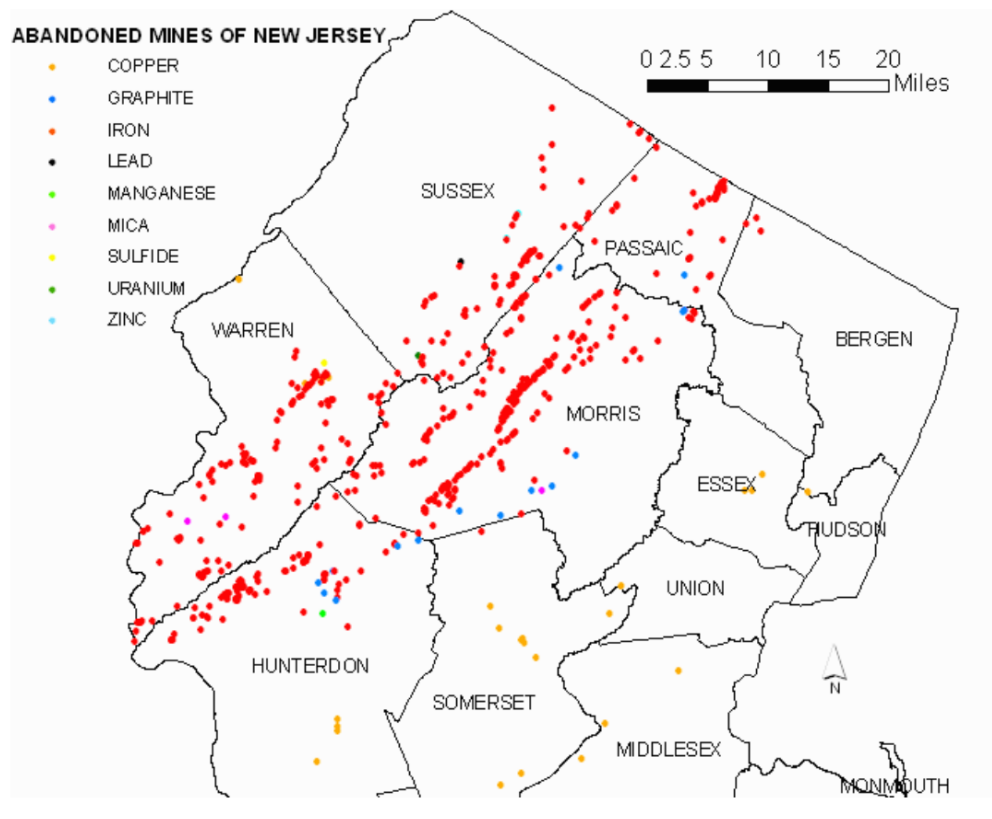 ABANDONED MINES OF NEW JERSEY
COPPER
GRAPHITE
IRON
LEAD
MANGANESE
MICA
SULFIDE
URANIUM
ZINC
0 2.5 5 10 15 20
Miles
SUSSEX
PASSAIC
WARREN
BERGEN
MORRIS
ESSEX
HUDSON
UNION
HUNTERDON
SOMERSET
N
MIDDLESEX
MONMOUTH